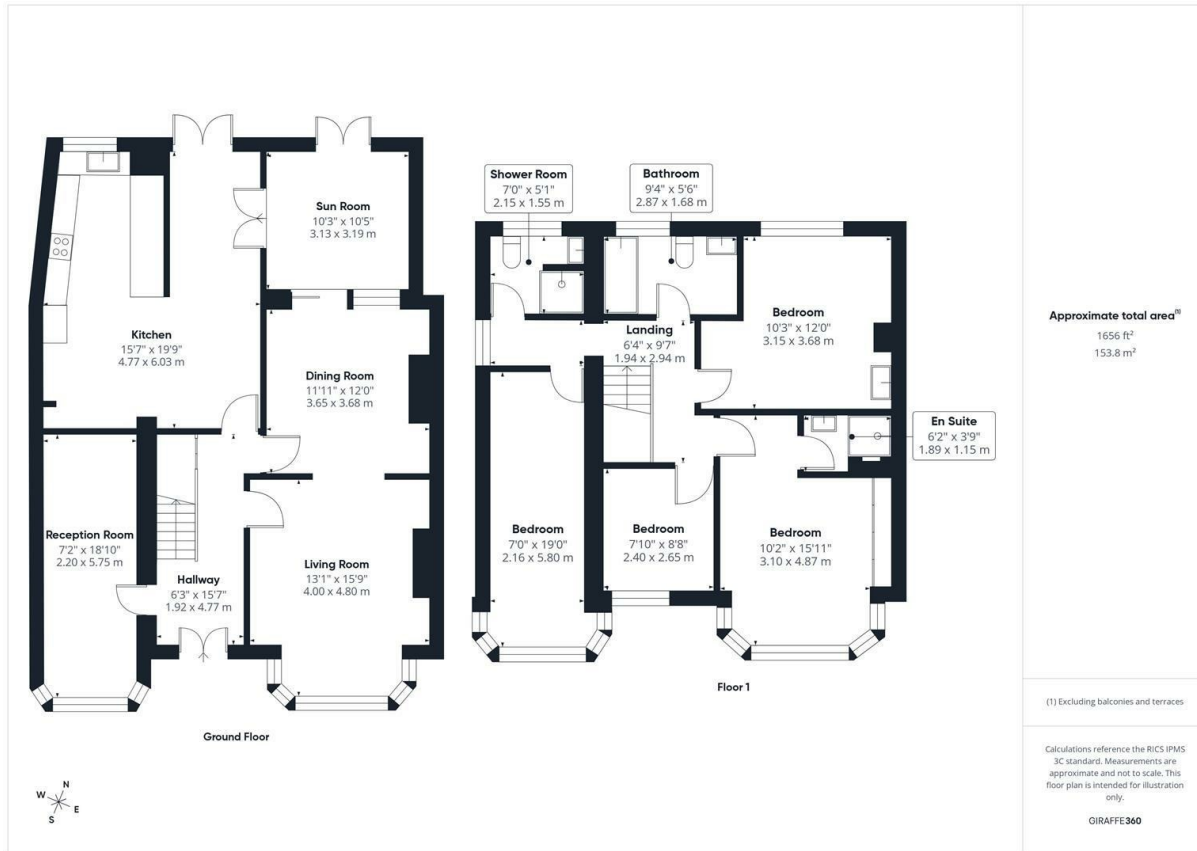 Kitchen
15'7" x 19'9"
4.77 x 6.03 m
Sun Room
10'3" x 10'5"
3.13 x 3.19 m
Dining Room
11'11" x 12'0"
3.65 x 3.68 m
Reception Room
7'2" x 18'10"
2.20 x 5.75 m
Hallway
6'3" x 15'7"
1.92 x 4.77 m
Living Room
13'1" x 15'9"
4.00 x 4.80 m
Ground Floor
Shower Room
7'0" x 5'1"
2.15 x 1.55 m
Bathroom
9'4" x 5'6"
2.87 x 1.68 m
Landing
6'4" x 9'7"
1.94 x 2.94 m
Bedroom
10'3" x 12'0"
3.15 x 3.68 m
En Suite
6'2" x 3'9"
1.89 x 1.15 m
Bedroom
7'0" x 19'0"
2.16 x 5.80 m
Bedroom
7'10" x 8'8"
2.40 x 2.65 m
Bedroom
10'2" x 15'11"
3.10 x 4.87 m
Floor 1
N
W
E
S
Approximate total area(1)
1656 ft²
153.8 m²
(1) Excluding balconies and terraces
Calculations reference the RICS IPMS
3C standard. Measurements are
approximate and not to scale. This
floor plan is intended for illustration
only.
GIRAFFE360